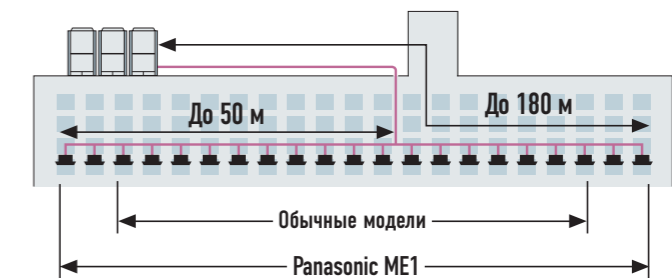 До 50 м
До 180 м
Обычные модели
Panasonic ME1